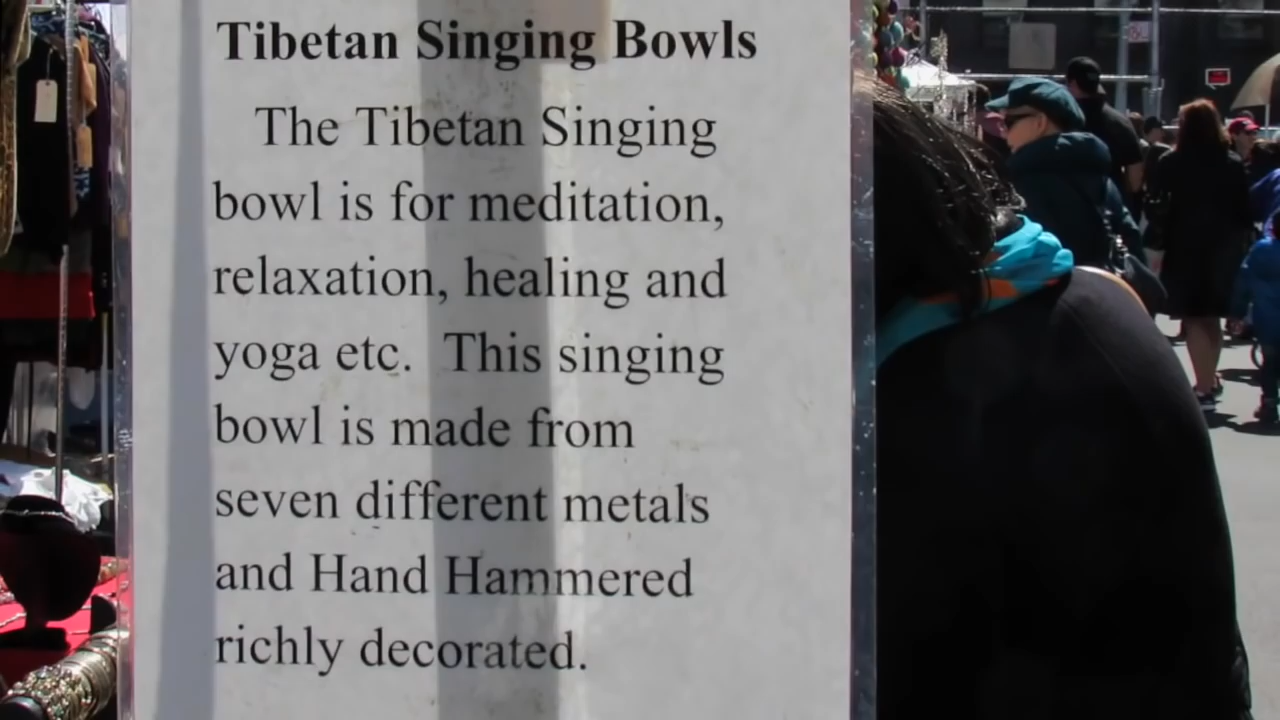 Tibetan Singing Bowls
The Tibetan Singing
bowl is for meditation,
relaxation, healing and
yoga etc.  This singing
bowl is made from
seven different metals
and Hand Hammered
richly decorated.